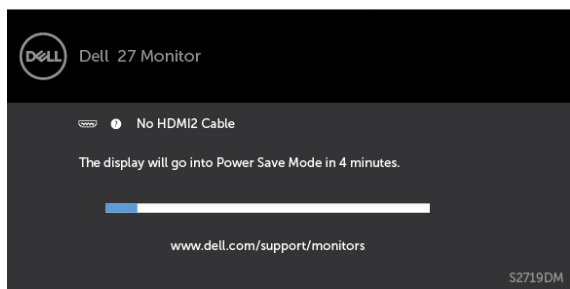 DELL
Dell 27 Monitor
? No HDMI2 Cable
The display will go into Power Save Mode in 4 minutes.
www.dell.com/support/monitors
S2719DM